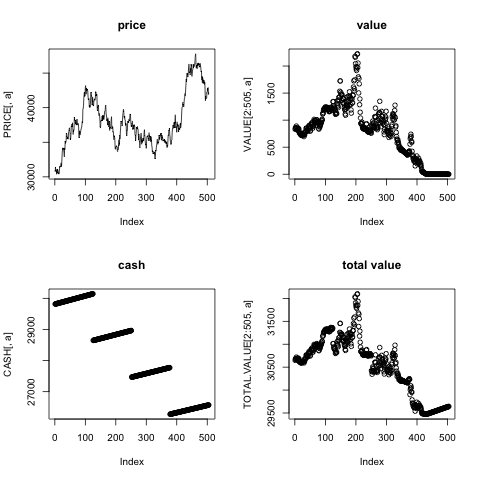 price
PRICE[, a]
30000 40000
0 100 200 300 400 500
Index
value
VALUE[2:505, a]
0 500 1500
0 100 200 300 400 500
Index
cash
CASH[, a]
27000 29000
0 100 200 300 400 500
Index
total value
TOTAL.VALUE[2:505, a]
29500 30500 31500
0 100 200 300 400 500
Index